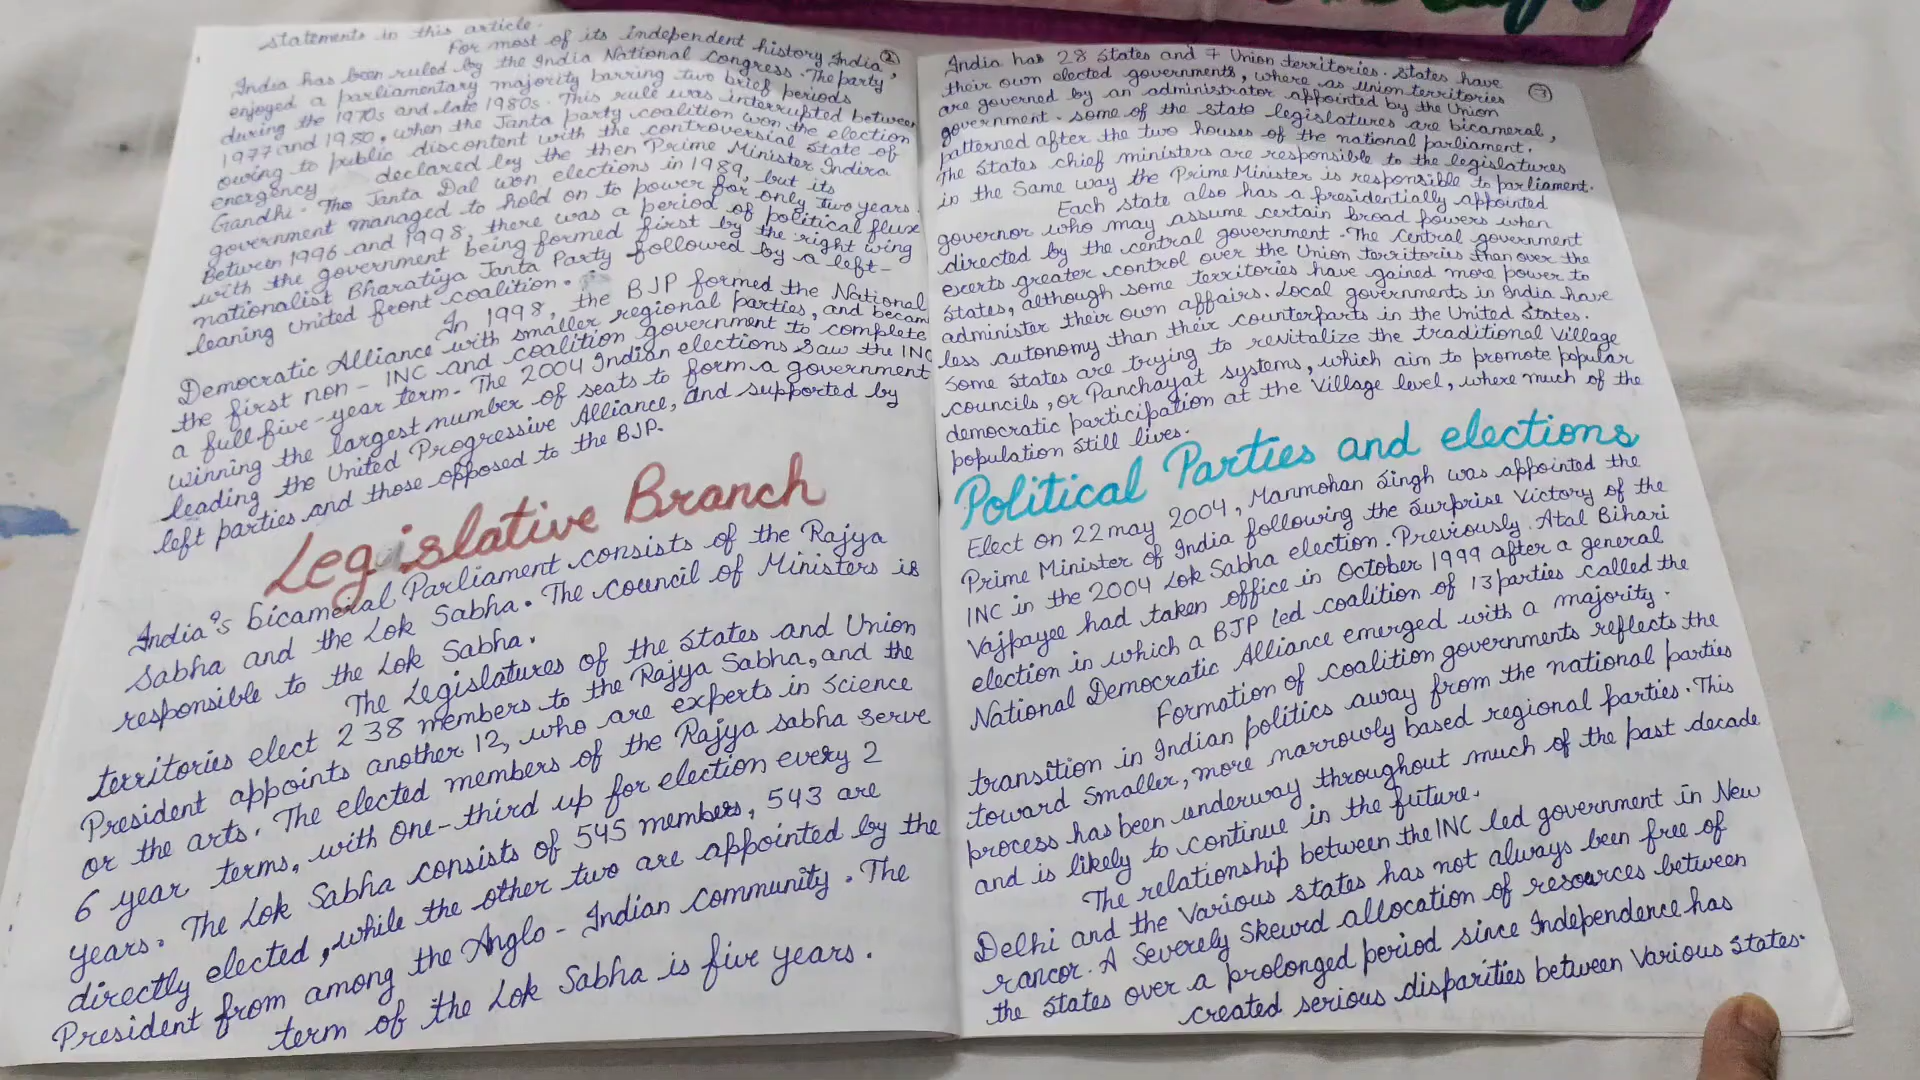 statements in this article.
For most of its independent history India,
②
India has been ruled by the India National Congress. The party
enjoyed a parliamentary majority barring two brief periods
during the 1970s and late 1980s. This rule was interrupted between
1977 and 1980, when the Janta party coalition won the election
owing to public discontent with the controversial State of
emergency declared by the then Prime Minister Indira
Gandhi. The Janta Dal won elections in 1989, but its
government managed to hold on to power for only two years.
Between 1996 and 1998, there was a period of political fluse
with the government being formed first by the right wing
nationalist Bharatiya Janta Party followed by a left-
leaning United front coalition.
In 1998, the BJP formed the National
Democratic Alliance with smaller regional parties, and becam
the first non - INC and coalition government to complete
a full five-year term. The 2004 Indian elections Saw the INC
winning the largest number of seats to form a government
leading the United Progressive Alliance, and supported by
left parties and those opposed to the BJP.
Legislative Branch
India's bicameral Parliament consists of the Rajya
Sabha and the Lok Sabha. The council of Ministers is
responsible to the Lok Sabha.
The Legislatures of the States and Union
territories elect 238 members to the Rajya Sabha, and the
President appoints another 12, who are experts in Science
or the arts. The elected members of the Rajya sabha serve
6 year terms, with one-third up for election every 2
years. The Lok Sabha consists of 545 members, 543 are
directly elected, while the other two are appointed by the
President from among the Anglo - Indian community. The
term of the Lok Sabha is five years.
India has 28 States and 7 Union territories. States have
⑦
their own elected governments, where as union territories
are governed by an administrator appointed by the Union
government. some of the state legislatures are bicameral,
patterned after the two houses of the national parliament.
The States chief ministers are responsible to the legislatures
in the Same way the Prime Minister is responsible to parliament.
Each state also has a presidentially appointed
governor who may assume certain broad powers when
directed by the central government. The Central government
exerts greater control over the Union territories than over the
States, although some territories have gained more power to
administer their own affairs. Local governments in India have
less autonomy than their counterparts in the United States.
Some States are trying to revitalize the traditional Village
councils, or Panchayat systems, which aim to promote popular
democratic participation at the Village level, where much of the
population still lives.
Political Parties and elections
Elect on 22 may 2004, Manmohan Singh was appointed the
Prime Minister of India following the Surprise Victory of the
INC in the 2004 Lok Sabha election. Previously. Atal Bihari
Vajpayee had taken office in October 1999 after a general
election in which a BJP led coalition of 13 parties called the
National Democratic Alliance emerged with a majority.
Formation of coalition governments reflects the
transition in Indian politics away from the national parties
toward Smaller, more narrowly based regional parties. This
process has been underway throughout much of the past dacade
and is likely to continue in the future.
The relationship between the INC led government in New
Delhi and the Various States has not always been free of
rancor. A Severely Skewrd allocation of resources between
the States over a prolonged period since Independence has
created serious disparities between Various States.